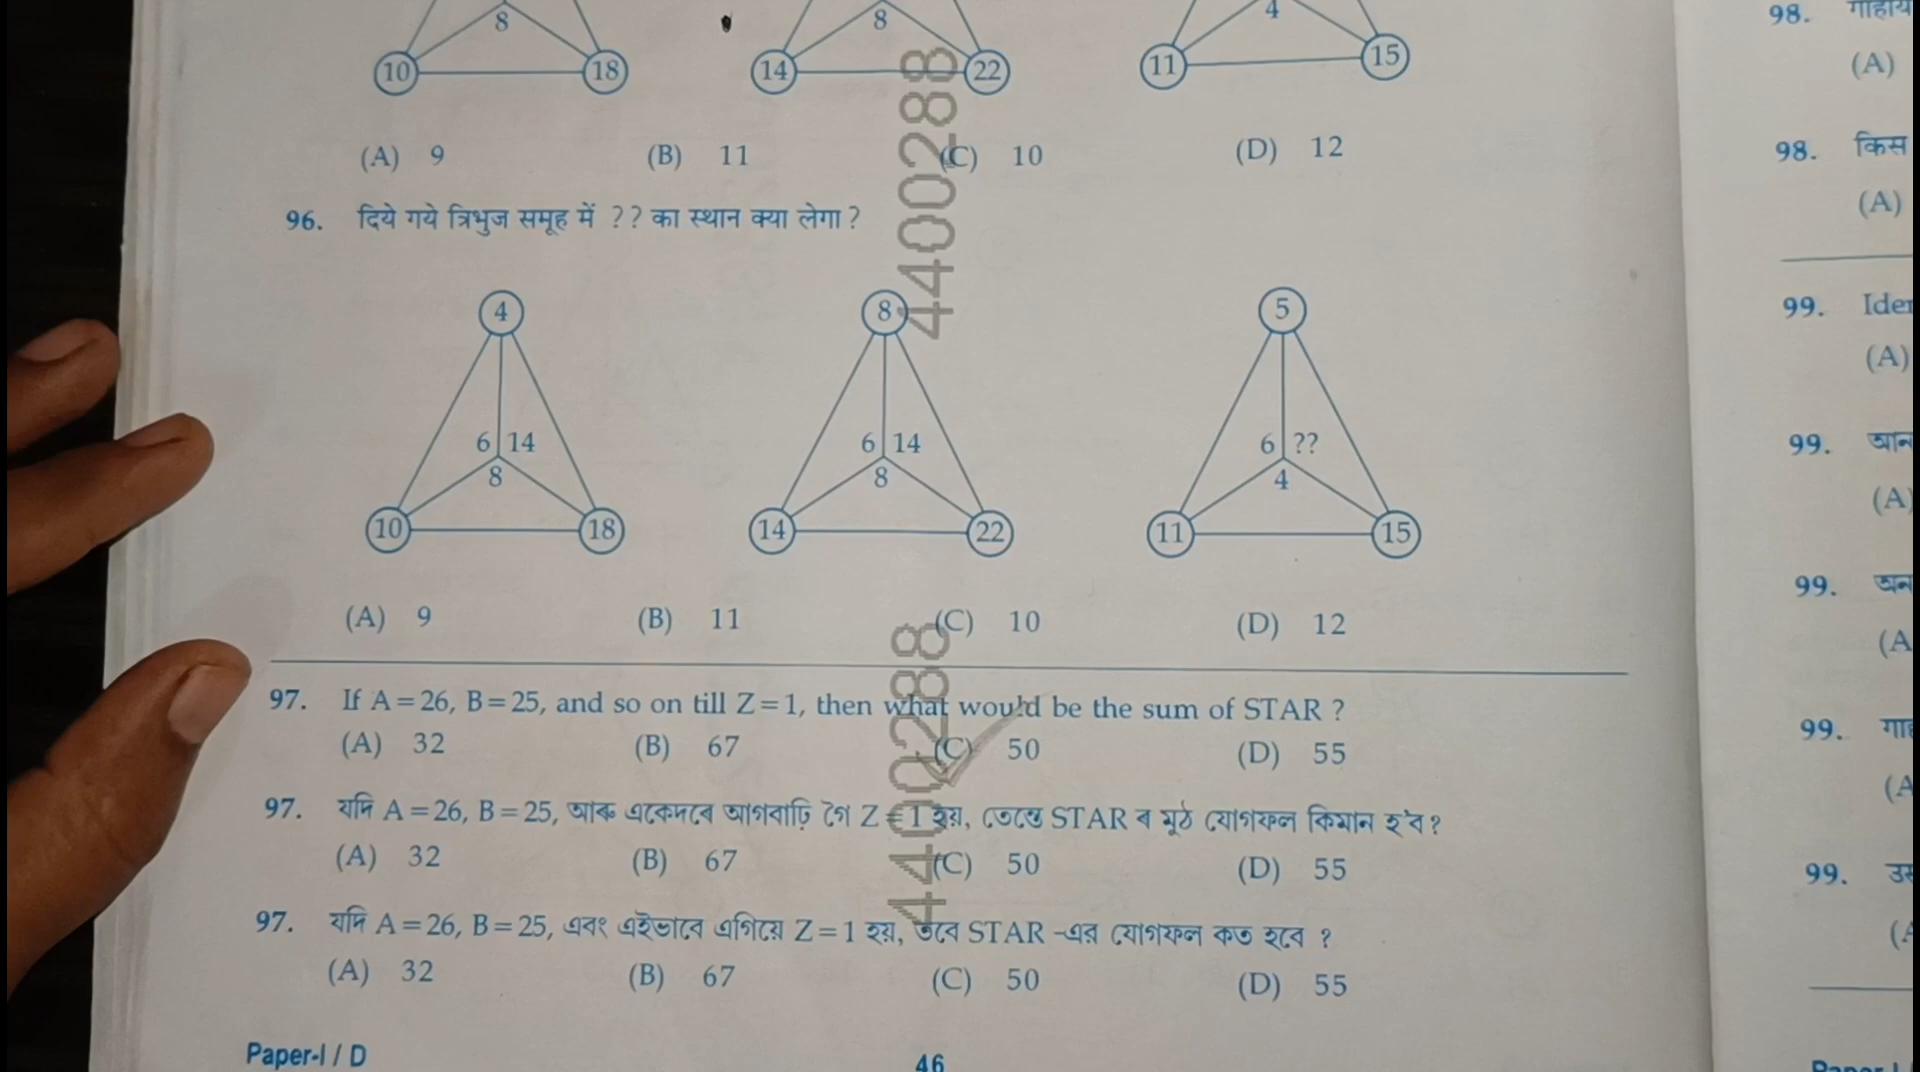 8 8 4
10 18 14 22 11 15
(A) 9 (B) 11 (C) 10 (D) 12
96. दिये गये त्रिभुज समूह में ?? का स्थान क्या लेगा ?
4 8 5
6 14 6 14 6 ??
8 8 4
10 18 14 22 11 15
(A) 9 (B) 11 (C) 10 (D) 12
97. If A = 26, B = 25, and so on till Z = 1, then what would be the sum of STAR ?
(A) 32 (B) 67 (C) 50 (D) 55
97. যদি A = 26, B = 25, আৰু একেদৰে আগবাঢ়ি গৈ Z = 1 হয়, তেন্তে STAR ৰ মুঠ যোগফল কিমান হ'ব?
(A) 32 (B) 67 (C) 50 (D) 55
97. যদি A = 26, B = 25, এবং এইভাবে এগিয়ে Z = 1 হয়, তবে STAR -এর যোগফল কত হবে ?
(A) 32 (B) 67 (C) 50 (D) 55
Paper-I / D 46
4400288
4400288
98.
(A)
98. किस
(A)
99.
(A)
99.
(A)
99.
(A
99.
(A
99.